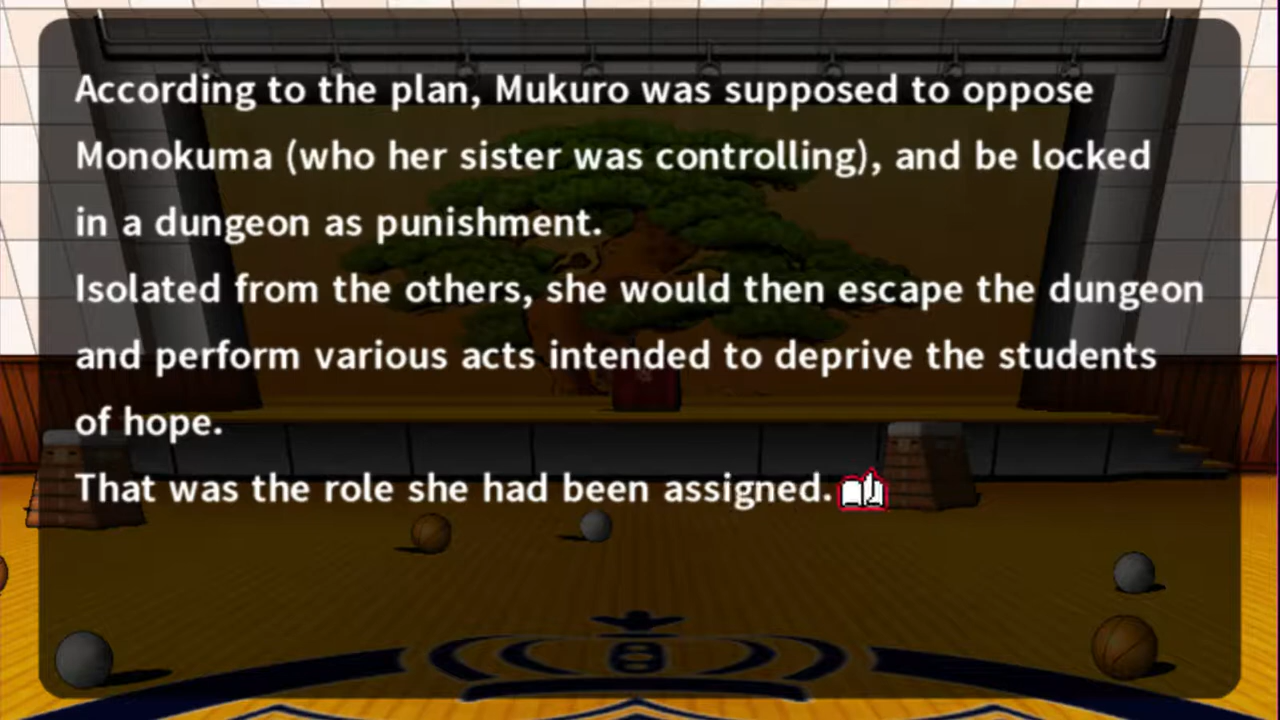 According to the plan, Mukuro was supposed to oppose
Monokuma (who her sister was controlling), and be locked
in a dungeon as punishment.
Isolated from the others, she would then escape the dungeon
and perform various acts intended to deprive the students
of hope.
That was the role she had been assigned.